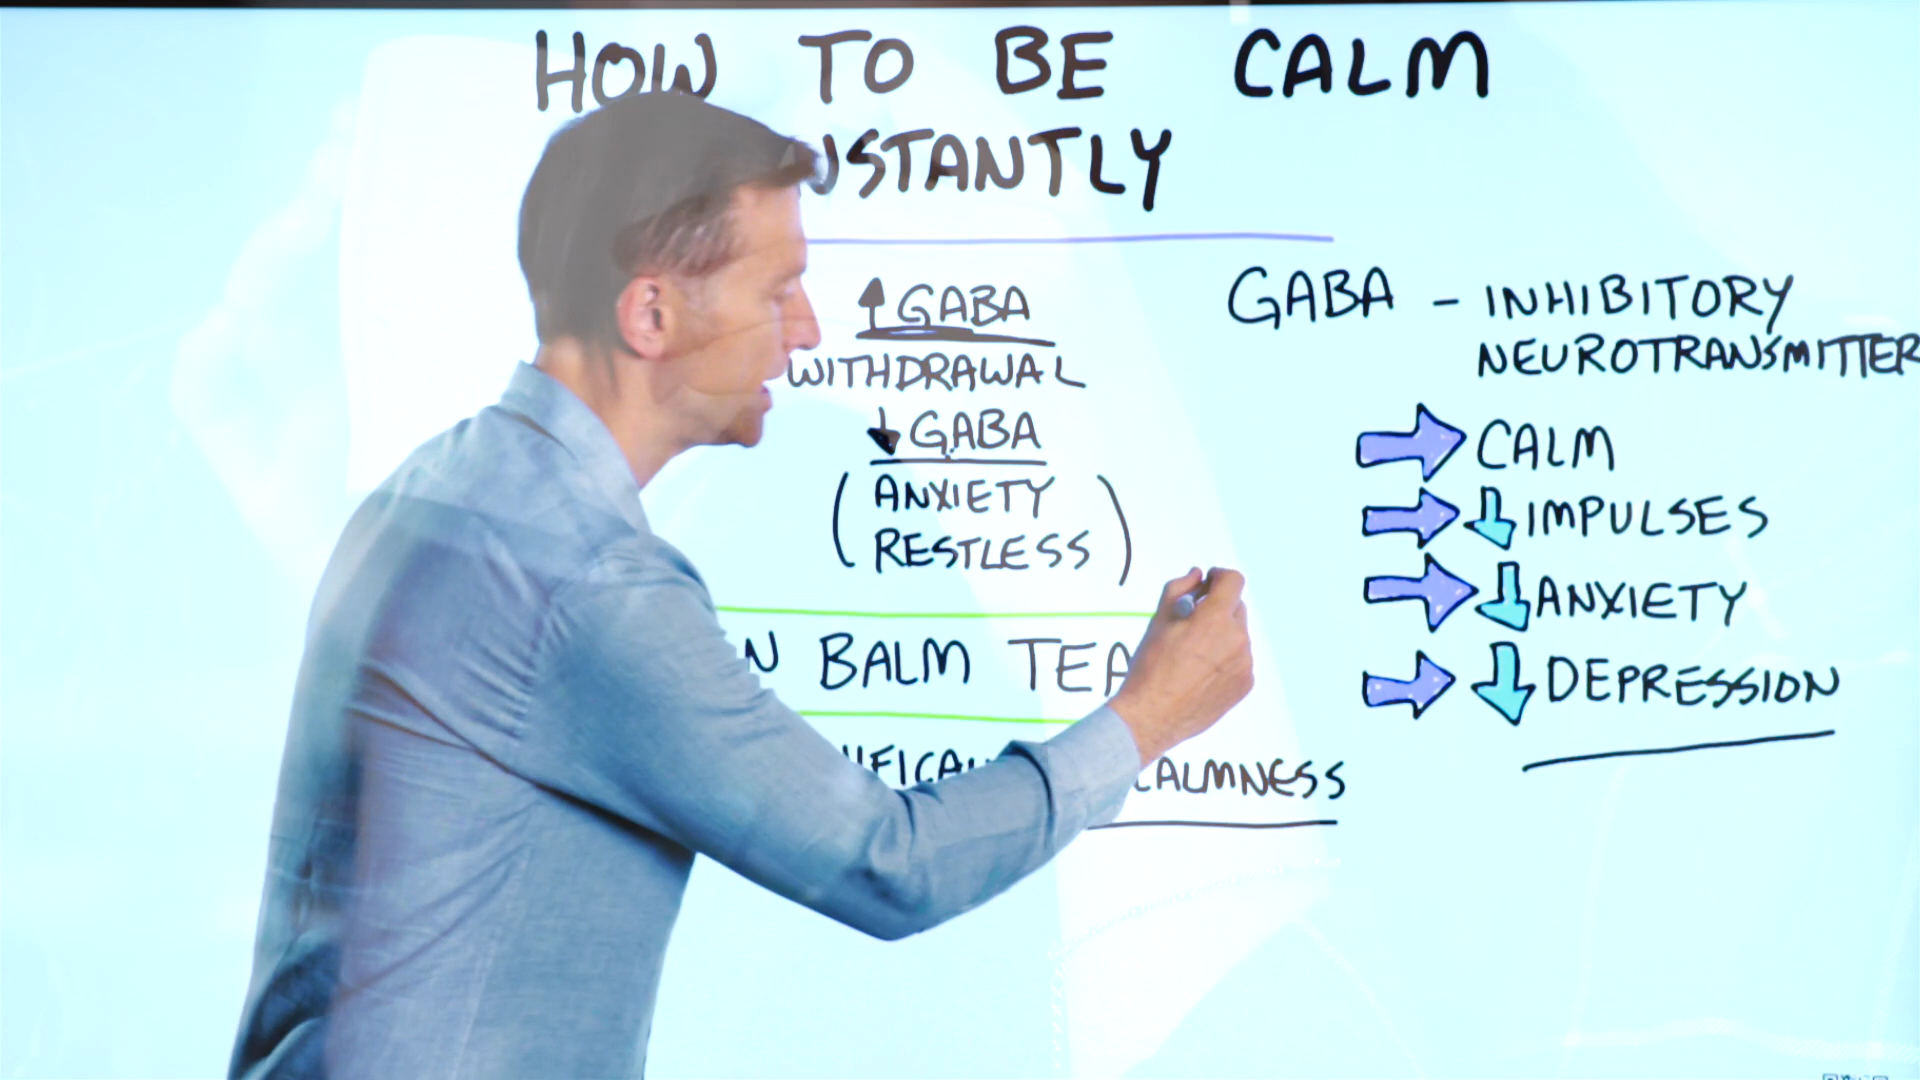 HOW TO BE CALM
INSTANTLY
↑ GABA
WITHDRAWAL
↓ GABA
( ANXIETY
RESTLESS )
BALM TEA
CALMNESS
GABA - INHIBITORY
NEUROTRANSMITTER
CALM
↓ IMPULSES
↓ ANXIETY
↓ DEPRESSION